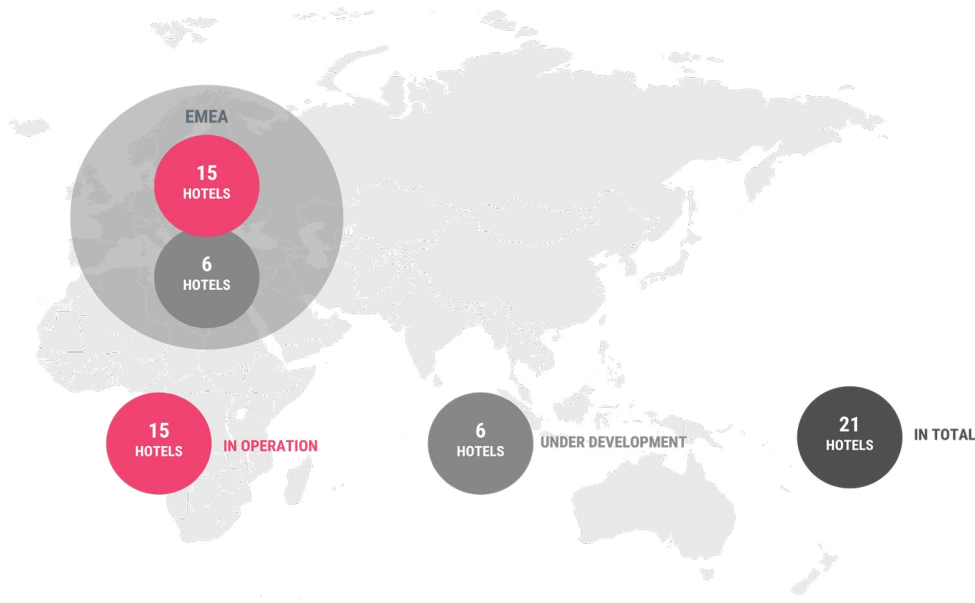 EMEA
15
HOTELS
6
HOTELS
15
HOTELS
IN OPERATION
6
HOTELS
UNDER DEVELOPMENT
21
HOTELS
IN TOTAL